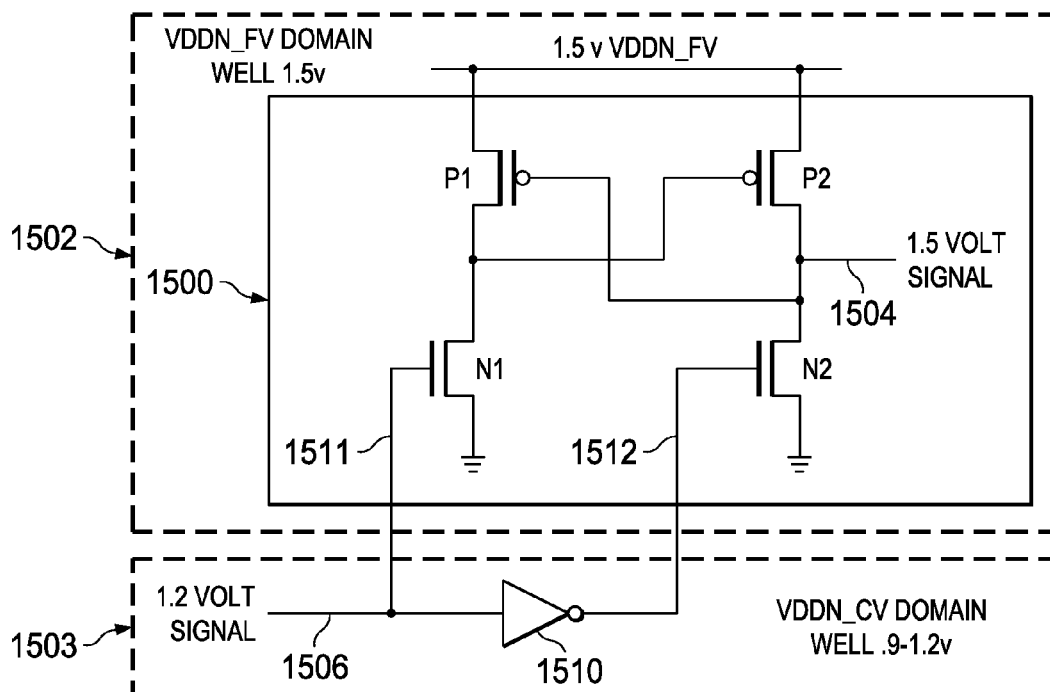 VDDN_FV DOMAIN
WELL 1.5v
1.5 v VDDN_FV
P1
P2
1502
1500
1.5 VOLT
SIGNAL
1504
N1
N2
1511
1512
1.2 VOLT
SIGNAL
VDDN_CV DOMAIN
WELL .9-1.2v
1503
1506
1510